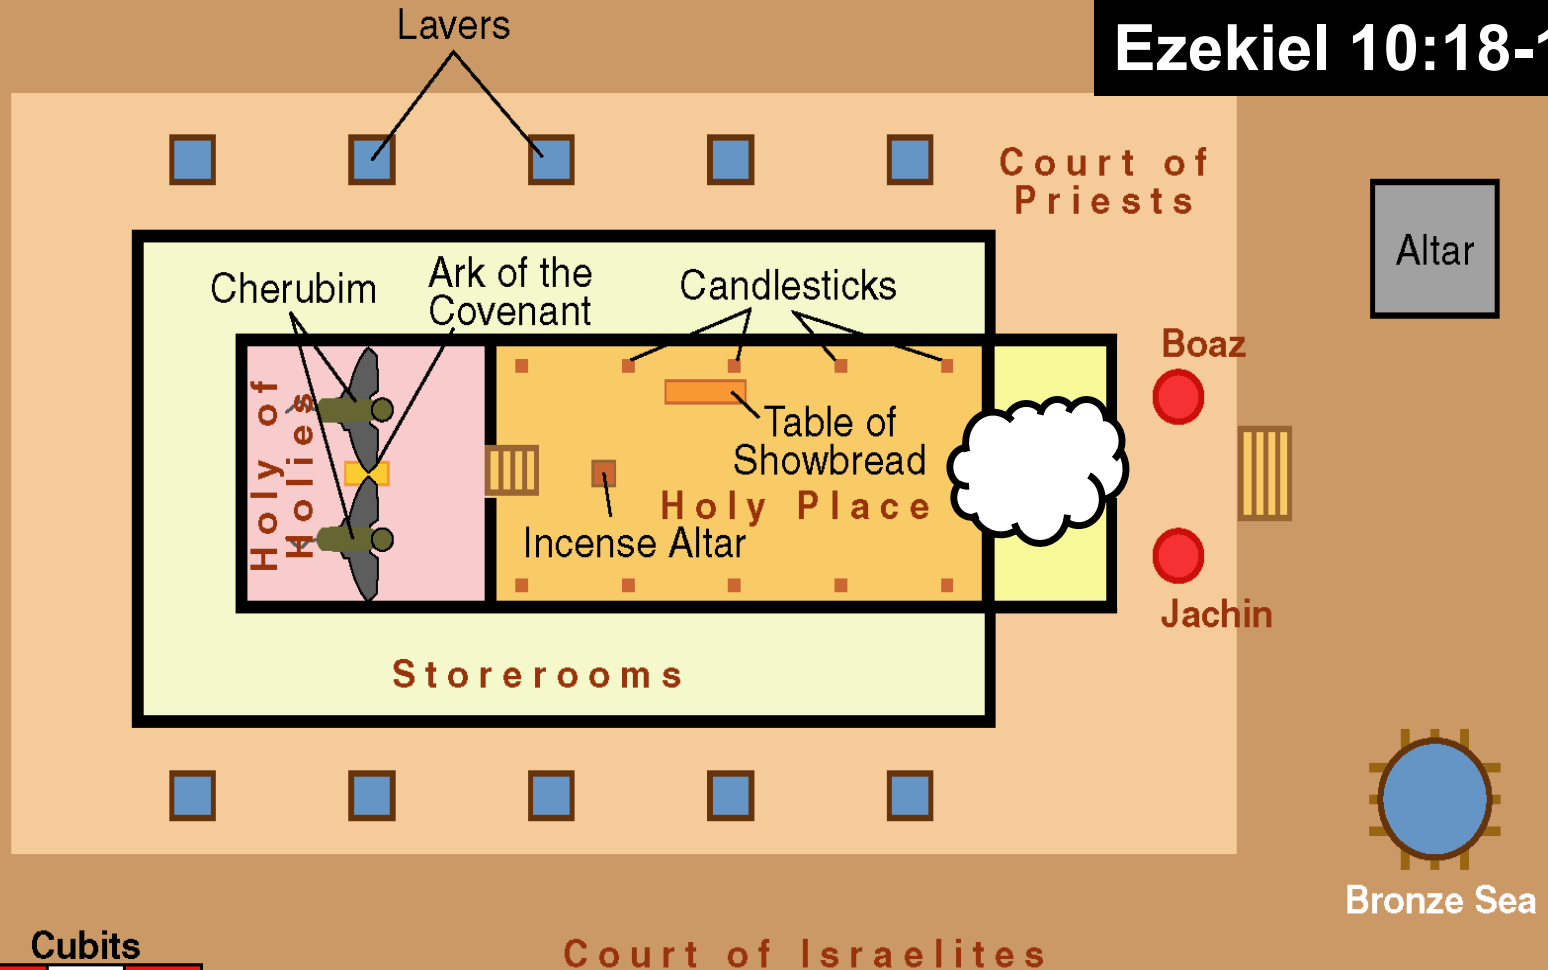 Lavers
Ezekiel 10:18-
Court of
Priests
Altar
Cherubim
Ark of the
Covenant
Candlesticks
Boaz
Holy of
Holies
Table of
Showbread
Holy Place
Incense Altar
Jachin
Storerooms
Bronze Sea
Cubits
Court of Israelites